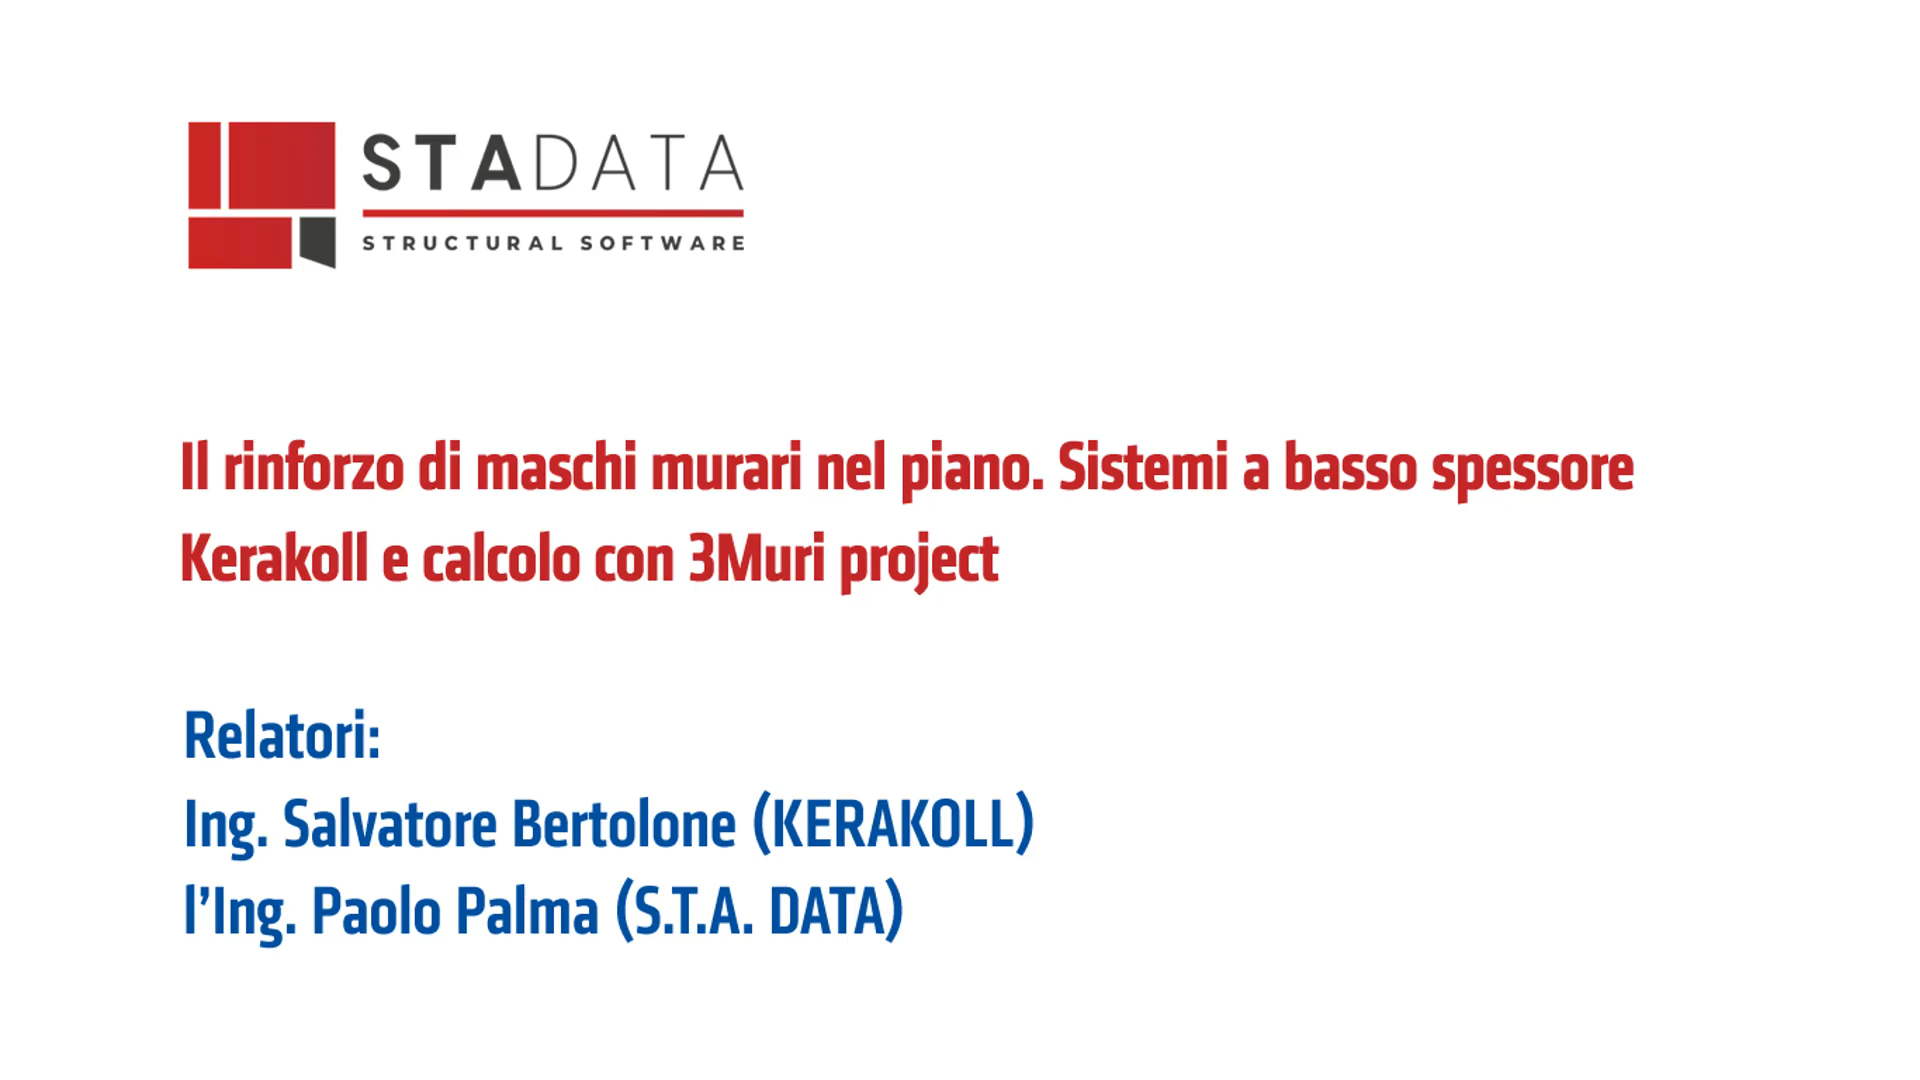 STADATA
STRUCTURAL SOFTWARE
Il rinforzo di maschi murari nel piano. Sistemi a basso spessore
Kerakoll e calcolo con 3Muri project
Relatori:
Ing. Salvatore Bertolone (KERAKOLL)
l’Ing. Paolo Palma (S.T.A. DATA)